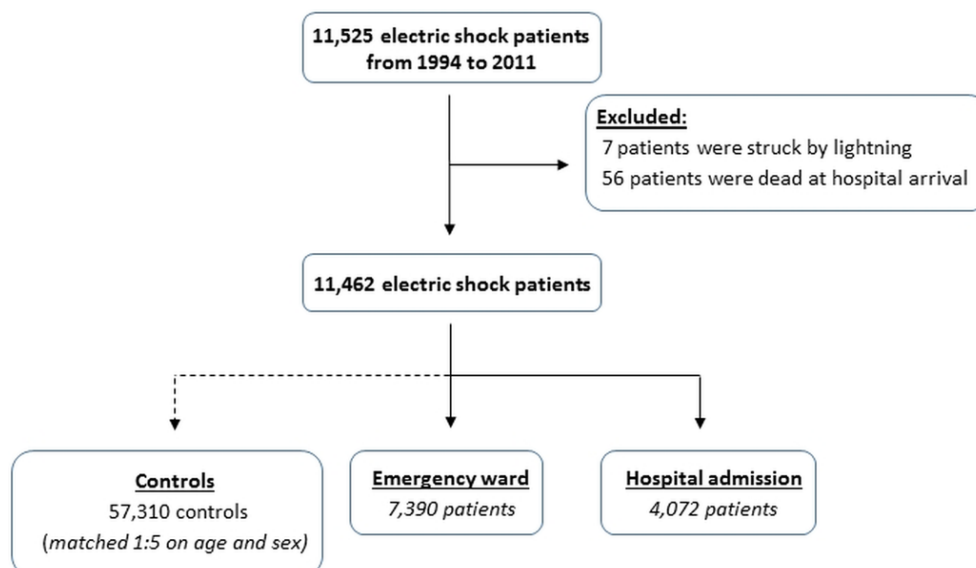 11,525 electric shock patients
from 1994 to 2011
Excluded:
7 patients were struck by lightning
56 patients were dead at hospital arrival
11,462 electric shock patients
Controls
57,310 controls
(matched 1:5 on age and sex)
Emergency ward
7,390 patients
Hospital admission
4,072 patients